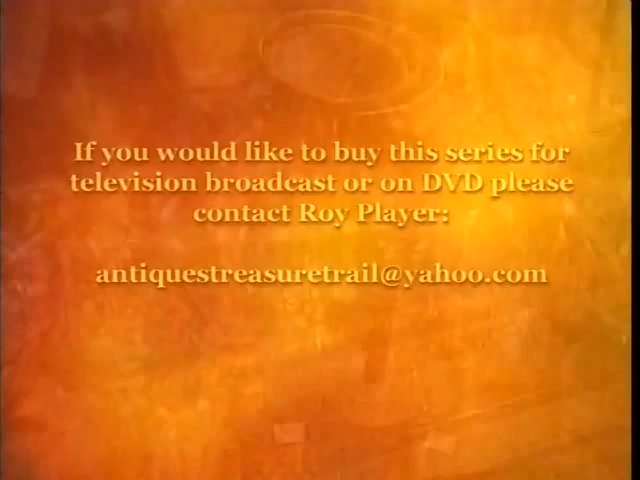 If you would like to buy this series for
television broadcast or on DVD please
contact Roy Player:
antiquestreasuretrail@yahoo.com